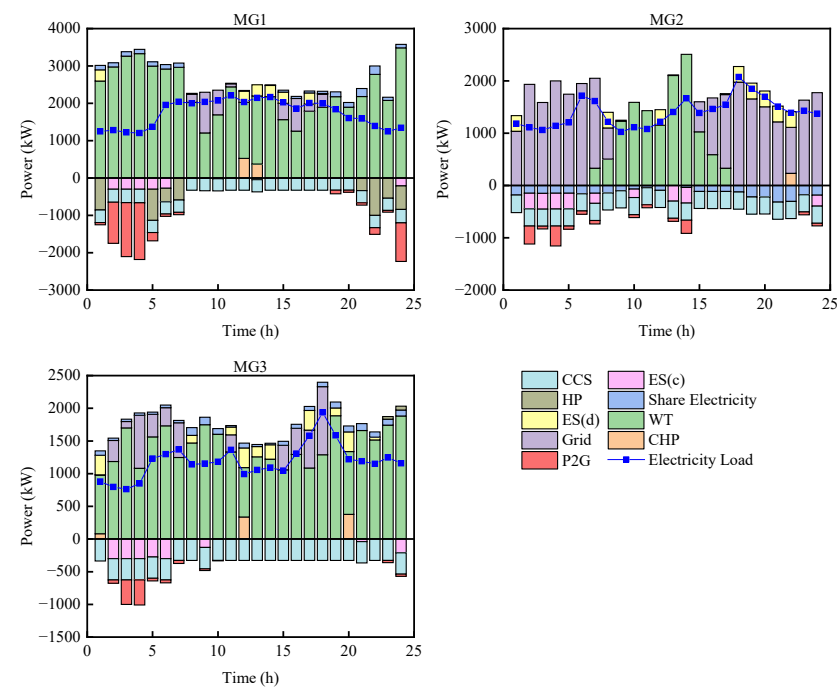 MG1
4000
3000
2000
1000
0
−1000
−2000
−3000
Power (kW)
0 5 10 15 20 25
Time (h)
MG2
3000
2000
1000
0
−1000
−2000
Power (kW)
0 5 10 15 20 25
Time (h)
MG3
2500
2000
1500
1000
500
0
−500
−1000
−1500
Power (kW)
0 5 10 15 20 25
Time (h)
CCS ES(c)
HP Share Electricity
ES(d) WT
Grid CHP
P2G Electricity Load